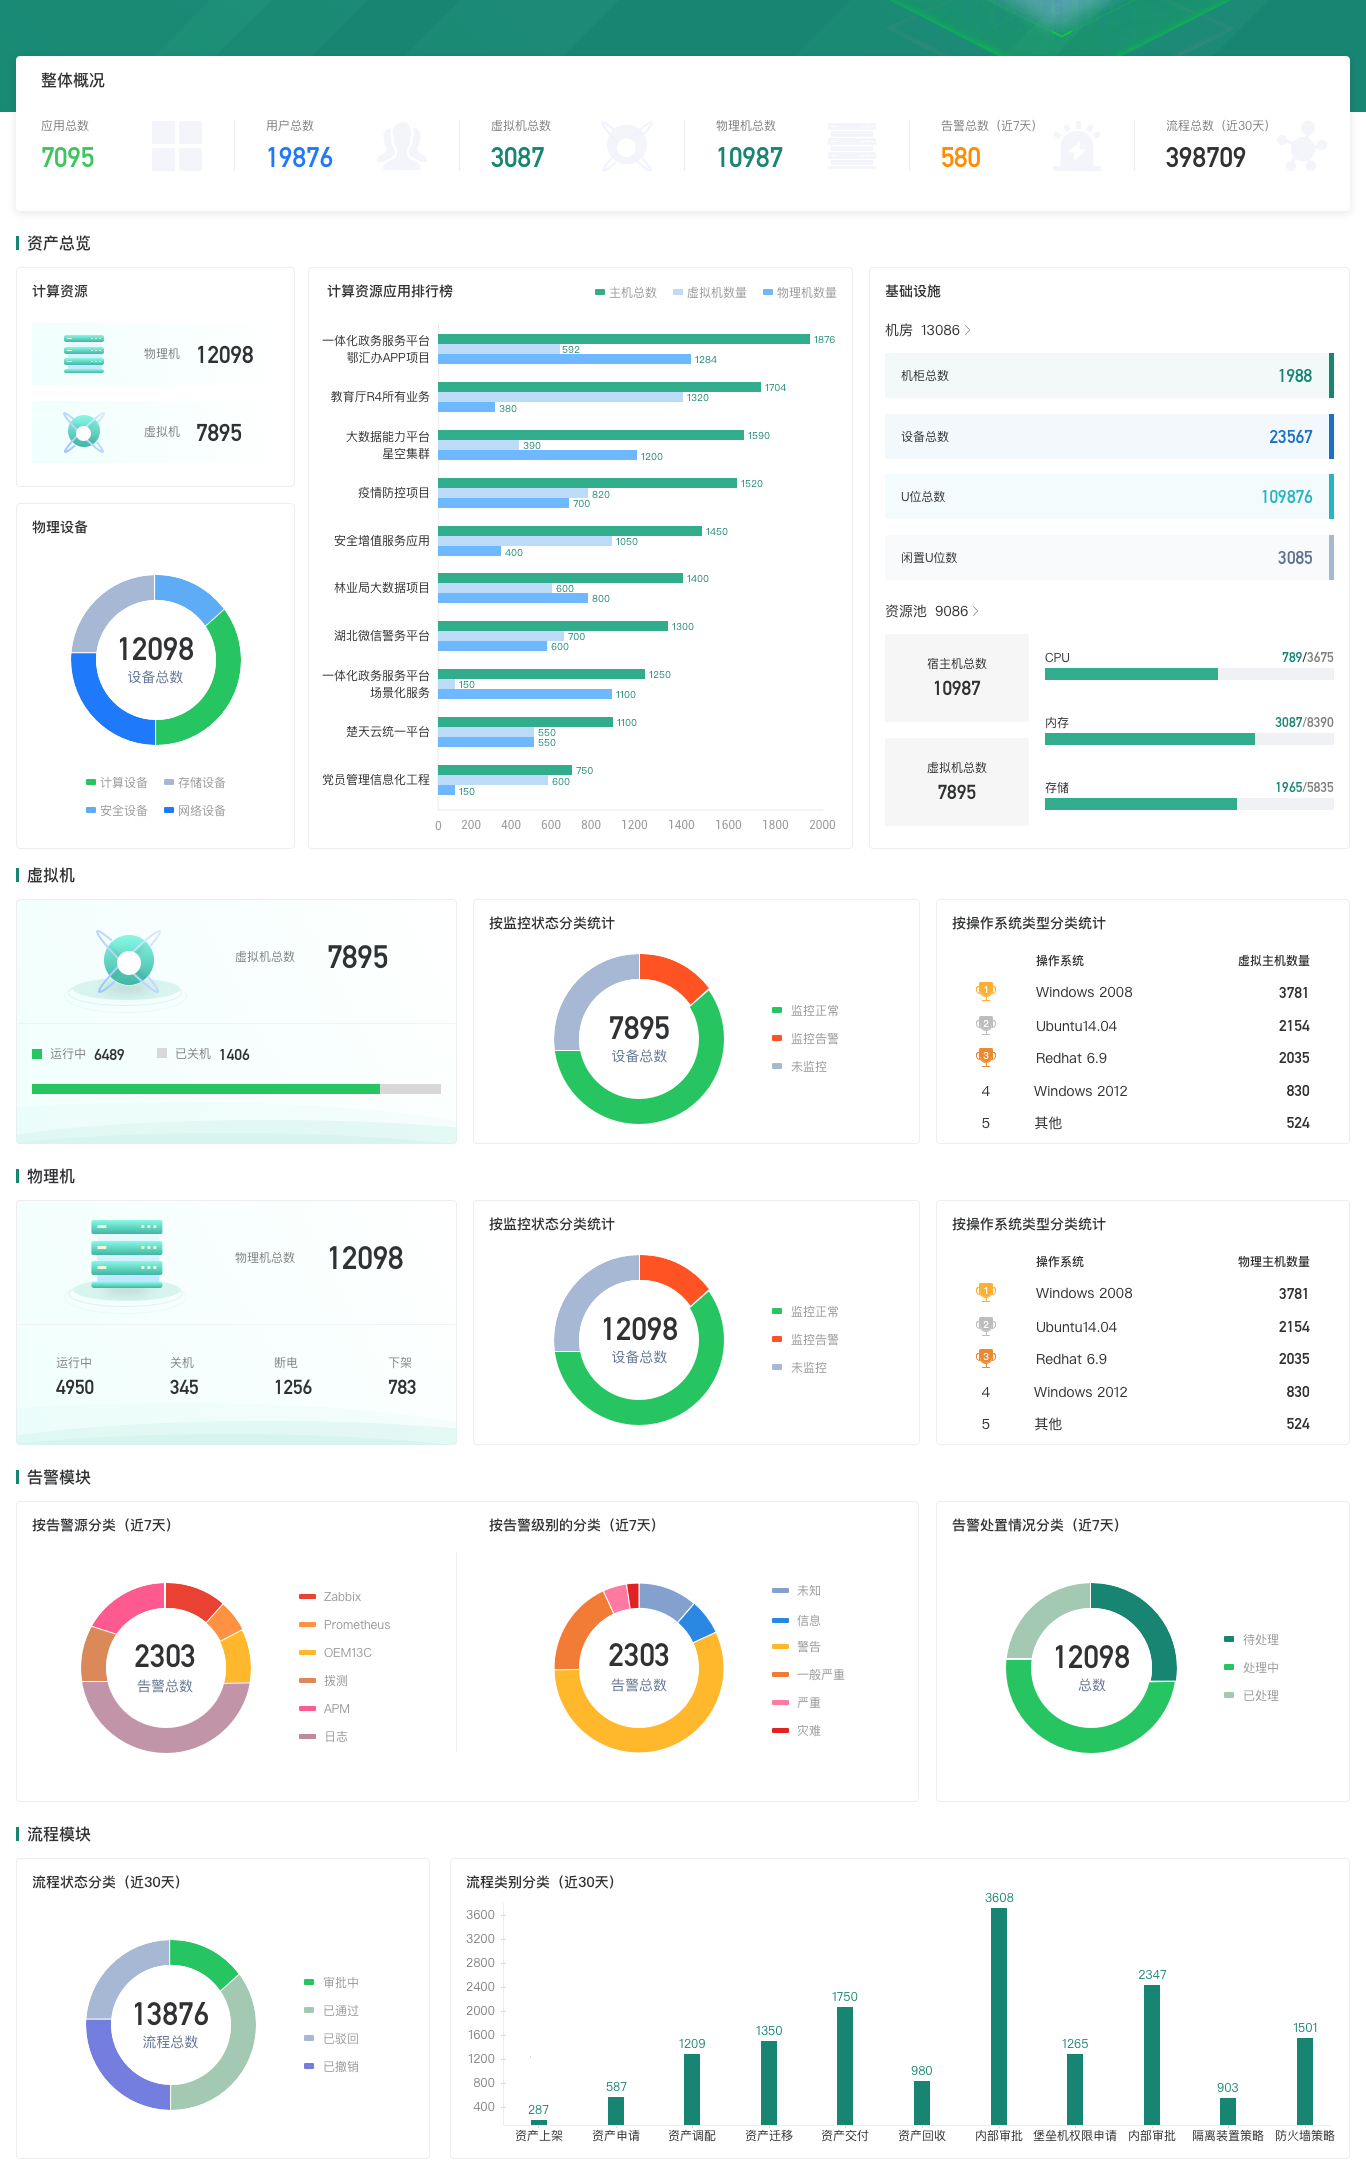 整体概况
应用总数
7095
用户总数
19876
虚拟机总数
3087
物理机总数
10987
告警总数（近7天）
580
流程总数（近30天）
398709
资产总览
计算资源
物理机 12098
虚拟机 7895
物理设备
12098
设备总数
计算设备 存储设备
安全设备 网络设备
计算资源应用排行榜
主机总数 虚拟机数量 物理机数量
一体化政务服务平台
鄂汇办APP项目
1876
592
1284
教育厅R4所有业务
1704
1320
380
大数据能力平台
星空集群
1590
390
1200
疫情防控项目
1520
820
700
安全增值服务应用
1450
1050
400
林业局大数据项目
1400
600
800
湖北微信警务平台
1300
700
600
一体化政务服务平台
场景化服务
1250
150
1100
楚天云统一平台
1100
550
550
党员管理信息化工程
750
600
150
0 200 400 600 800 1200 1400 1600 1800 2000
基础设施
机房 13086
机柜总数 1988
设备总数 23567
U位总数 109876
闲置U位数 3085
资源池 9086
宿主机总数
10987
虚拟机总数
7895
CPU 789/3675
内存 3087/8390
存储 1965/5835
虚拟机
虚拟机总数 7895
运行中 6489 已关机 1406
按监控状态分类统计
7895
设备总数
监控正常
监控告警
未监控
按操作系统类型分类统计
操作系统 虚拟主机数量
1 Windows 2008 3781
2 Ubuntu14.04 2154
3 Redhat 6.9 2035
4 Windows 2012 830
5 其他 524
物理机
物理机总数 12098
运行中 关机 断电 下架
4950 345 1256 783
按监控状态分类统计
12098
设备总数
监控正常
监控告警
未监控
按操作系统类型分类统计
操作系统 物理主机数量
1 Windows 2008 3781
2 Ubuntu14.04 2154
3 Redhat 6.9 2035
4 Windows 2012 830
5 其他 524
告警模块
按告警源分类（近7天）
2303
告警总数
Zabbix
Prometheus
OEM13C
拨测
APM
日志
按告警级别的分类（近7天）
2303
告警总数
未知
信息
警告
一般严重
严重
灾难
告警处置情况分类（近7天）
12098
总数
待处理
处理中
已处理
流程模块
流程状态分类（近30天）
13876
流程总数
审批中
已通过
已驳回
已撤销
流程类别分类（近30天）
3600
3200
2800
2400
2000
1600
1200
800
400
287 587 1209 1350 1750 980 3608 1265 2347 903 1501
资产上架 资产申请 资产调配 资产迁移 资产交付 资产回收 内部审批 堡垒机权限申请 内部审批 隔离装置策略 防火墙策略